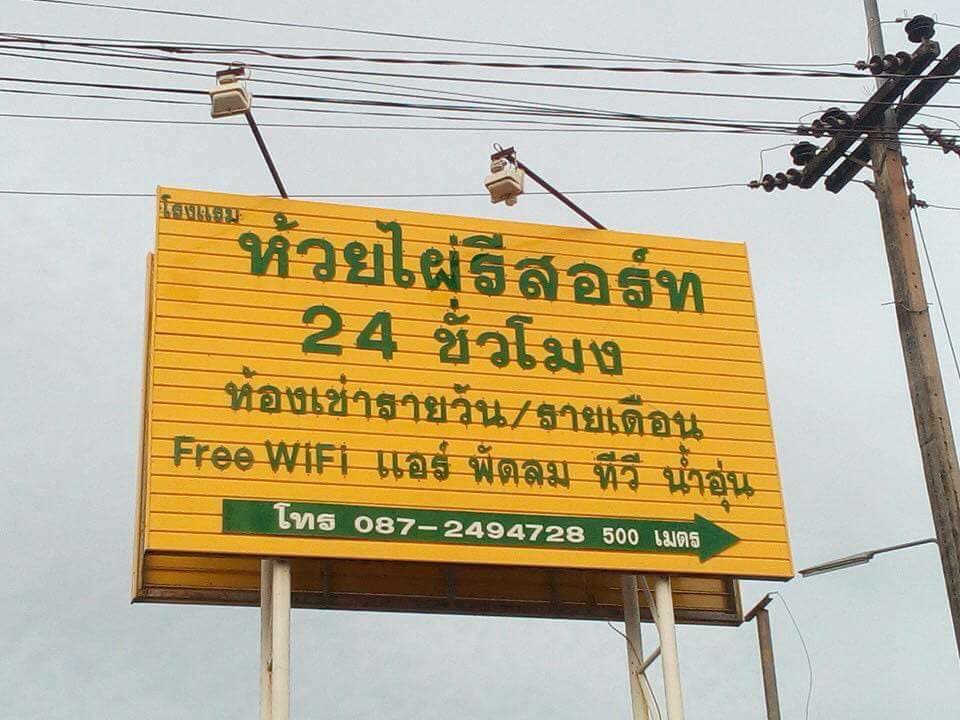 โรงแรม
ห้วยไผ่รีสอร์ท
24 ชั่วโมง
ห้องเช่ารายวัน/รายเดือน
Free WiFi แอร์ พัดลม ทีวี น้ำอุ่น
โทร 087-2494728 500 เมตร